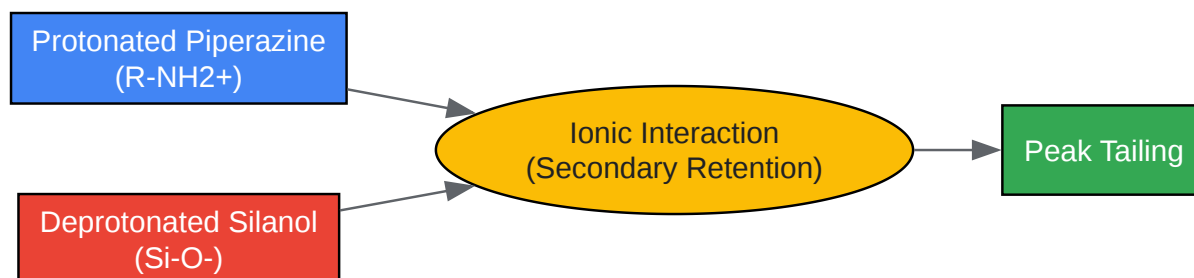 Protonated Piperazine
(R-NH2+)
Deprotonated Silanol
(Si-O-)
Ionic Interaction
(Secondary Retention)
Peak Tailing